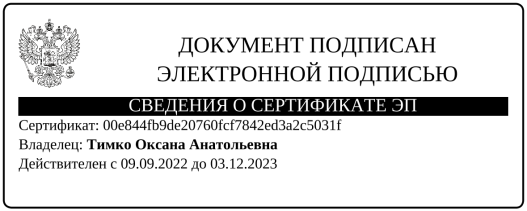 ДОКУМЕНТ ПОДПИСАН
ЭЛЕКТРОННОЙ ПОДПИСЬЮ
СВЕДЕНИЯ О СЕРТИФИКАТЕ ЭП
Сертификат: 00e844fb9de20760fcf7842ed3a2c5031f
Владелец: Тимко Оксана Анатольевна
Действителен с 09.09.2022 до 03.12.2023